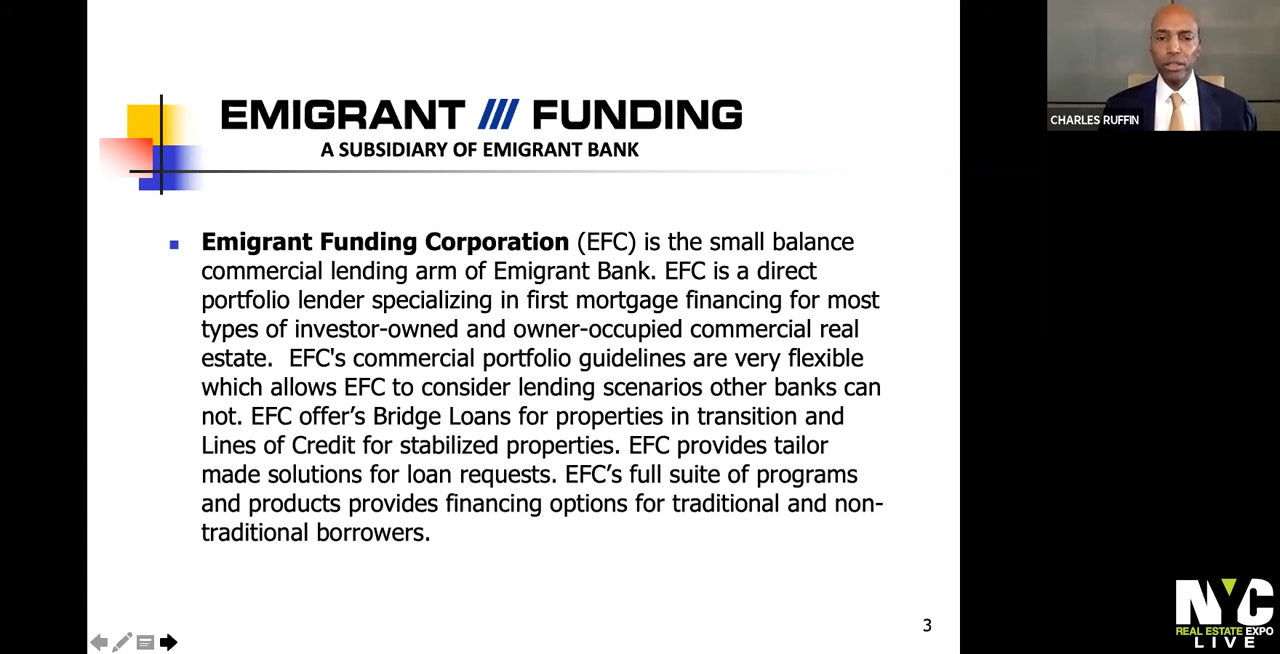 EMIGRANT /// FUNDING
A SUBSIDIARY OF EMIGRANT BANK
CHARLES RUFFIN
Emigrant Funding Corporation (EFC) is the small balance
commercial lending arm of Emigrant Bank. EFC is a direct
portfolio lender specializing in first mortgage financing for most
types of investor-owned and owner-occupied commercial real
estate.  EFC's commercial portfolio guidelines are very flexible
which allows EFC to consider lending scenarios other banks can
not. EFC offer’s Bridge Loans for properties in transition and
Lines of Credit for stabilized properties. EFC provides tailor
made solutions for loan requests. EFC’s full suite of programs
and products provides financing options for traditional and non-
traditional borrowers.
3
NYC
REAL ESTATE EXPO
LIVE